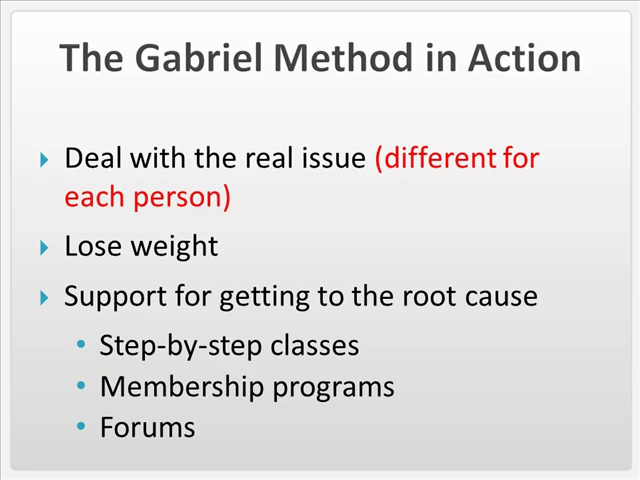 The Gabriel Method in Action
Deal with the real issue (different for
each person)
Lose weight
Support for getting to the root cause
Step-by-step classes
Membership programs
Forums